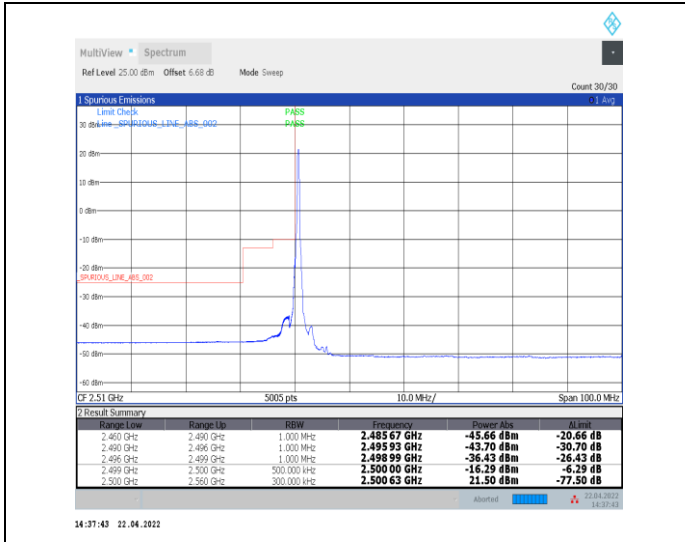 MultiView Spectrum
Ref Level 25.00 dBm Offset 6.68 dB Mode Sweep
Count 30/30
1 Spurious Emissions 1 Avg
Limit Check PASS
30 dBm Line _SPURIOUS_LINE_ABS_002 PASS
20 dBm
10 dBm
0 dBm
-10 dBm
-20 dBm
_SPURIOUS_LINE_ABS_002
-30 dBm
-40 dBm
-50 dBm
-60 dBm
CF 2.51 GHz 5005 pts 10.0 MHz/ Span 100.0 MHz
2 Result Summary
Range Low Range Up RBW Frequency Power Abs ΔLimit
2.460 GHz 2.490 GHz 1.000 MHz 2.485 67 GHz -45.66 dBm -20.66 dB
2.490 GHz 2.496 GHz 1.000 MHz 2.495 93 GHz -43.70 dBm -30.70 dB
2.496 GHz 2.499 GHz 1.000 MHz 2.498 99 GHz -36.43 dBm -26.43 dB
2.499 GHz 2.500 GHz 500.000 kHz 2.500 00 GHz -16.29 dBm -6.29 dB
2.500 GHz 2.560 GHz 300.000 kHz 2.500 63 GHz 21.50 dBm -77.50 dB
Aborted 22.04.2022
14:37:43
14:37:43 22.04.2022